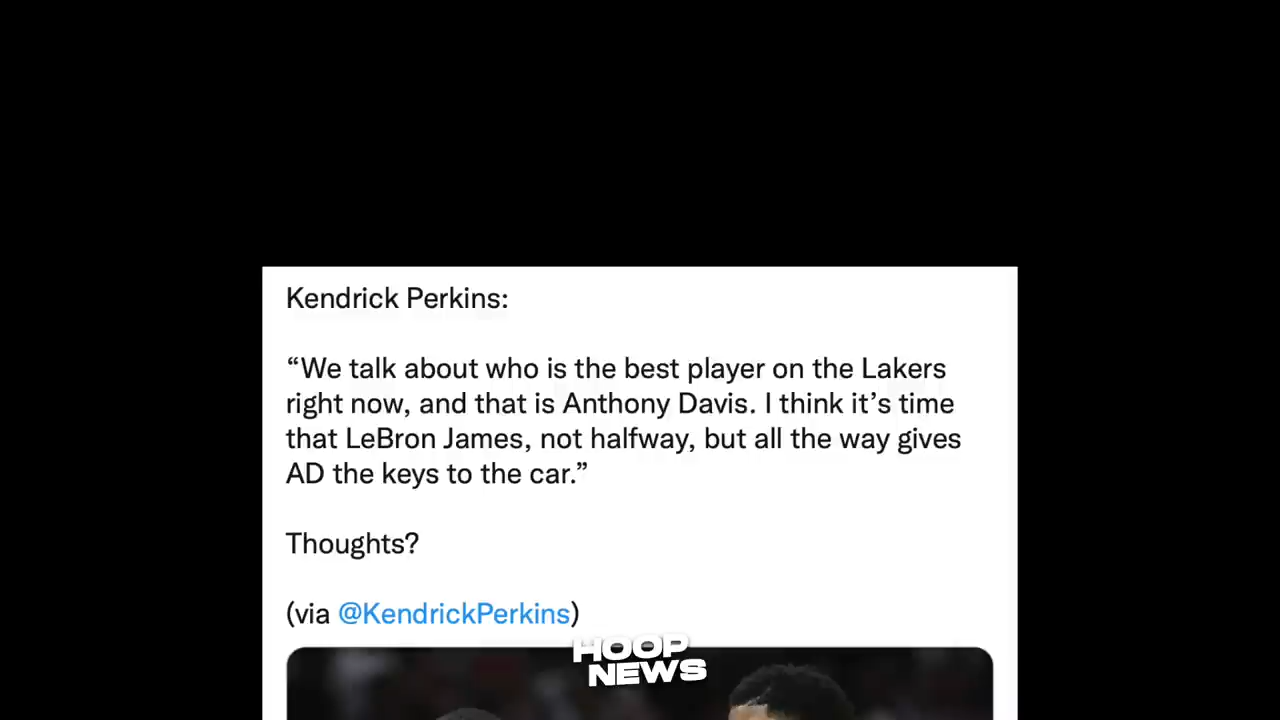 Kendrick Perkins:
“We talk about who is the best player on the Lakers
right now, and that is Anthony Davis. I think it’s time
that LeBron James, not halfway, but all the way gives
AD the keys to the car.”
Thoughts?
(via @KendrickPerkins)
HOOP
NEWS